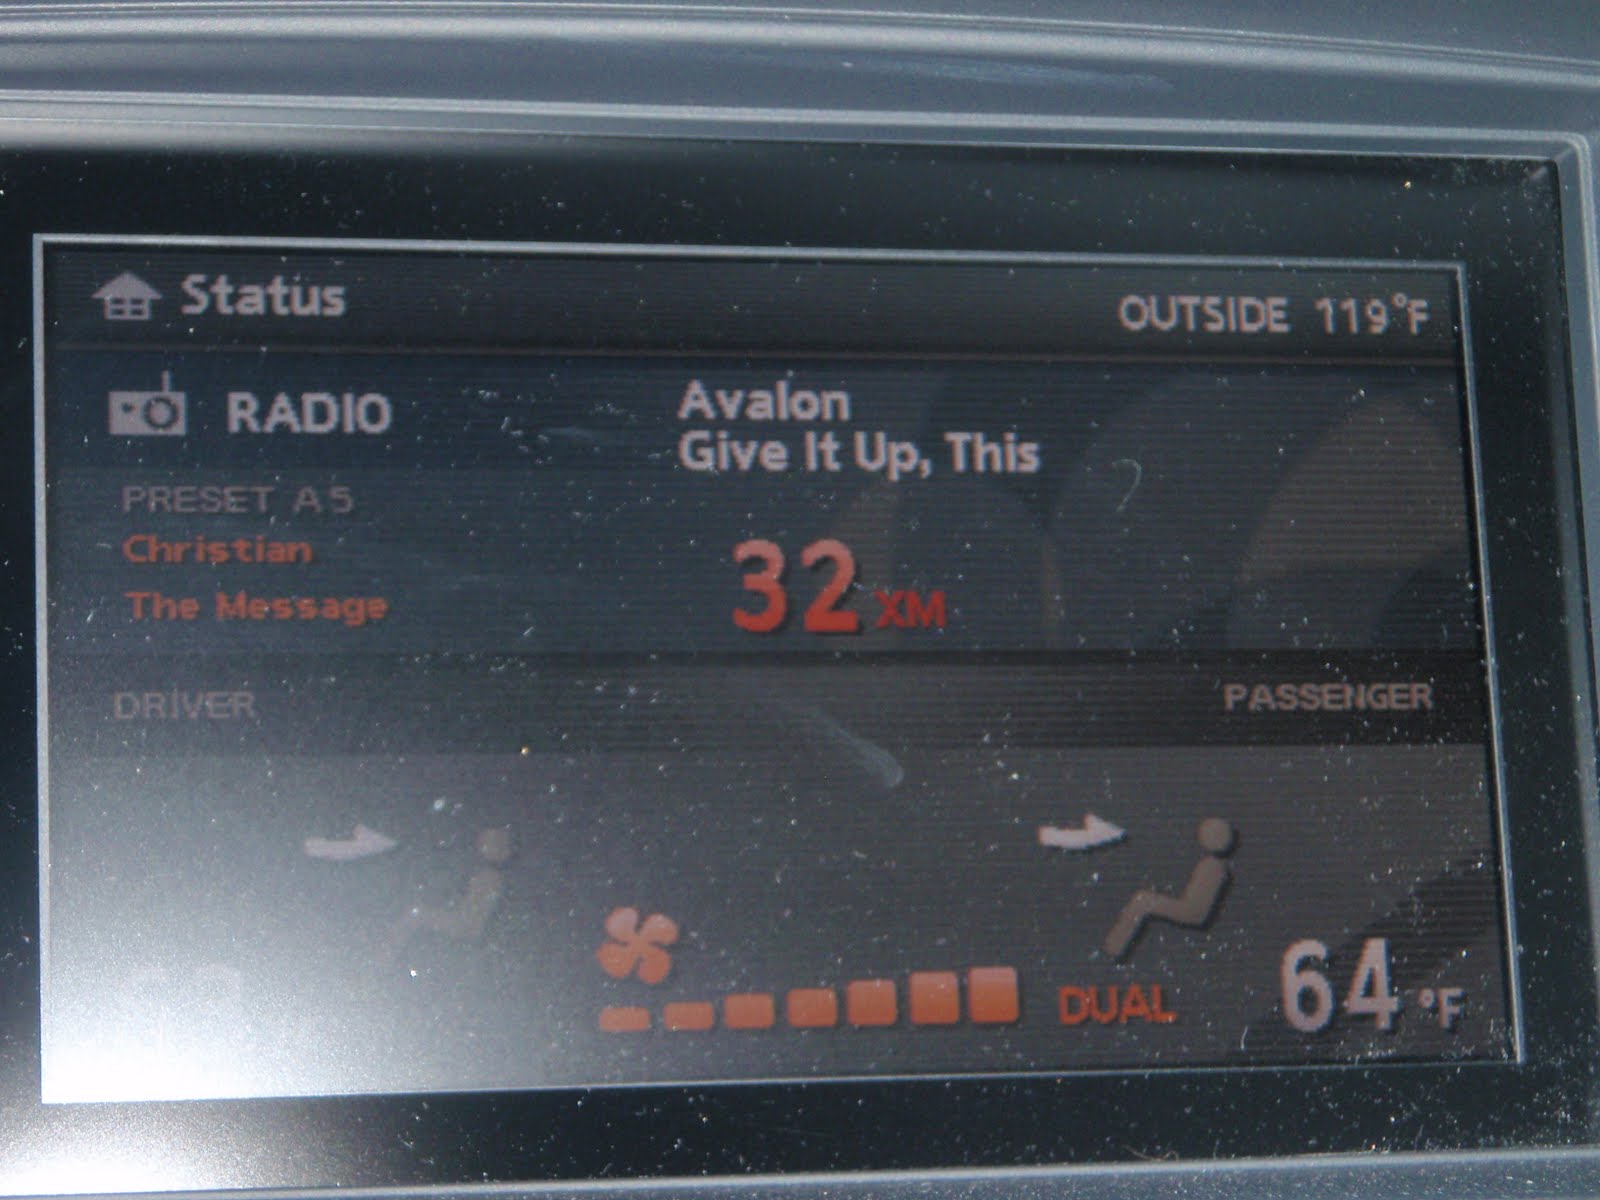 Status
OUTSIDE 119°F
RADIO
Avalon
Give It Up, This
PRESET A 5
Christian
The Message
32 XM
DRIVER
PASSENGER
DUAL
64 °F